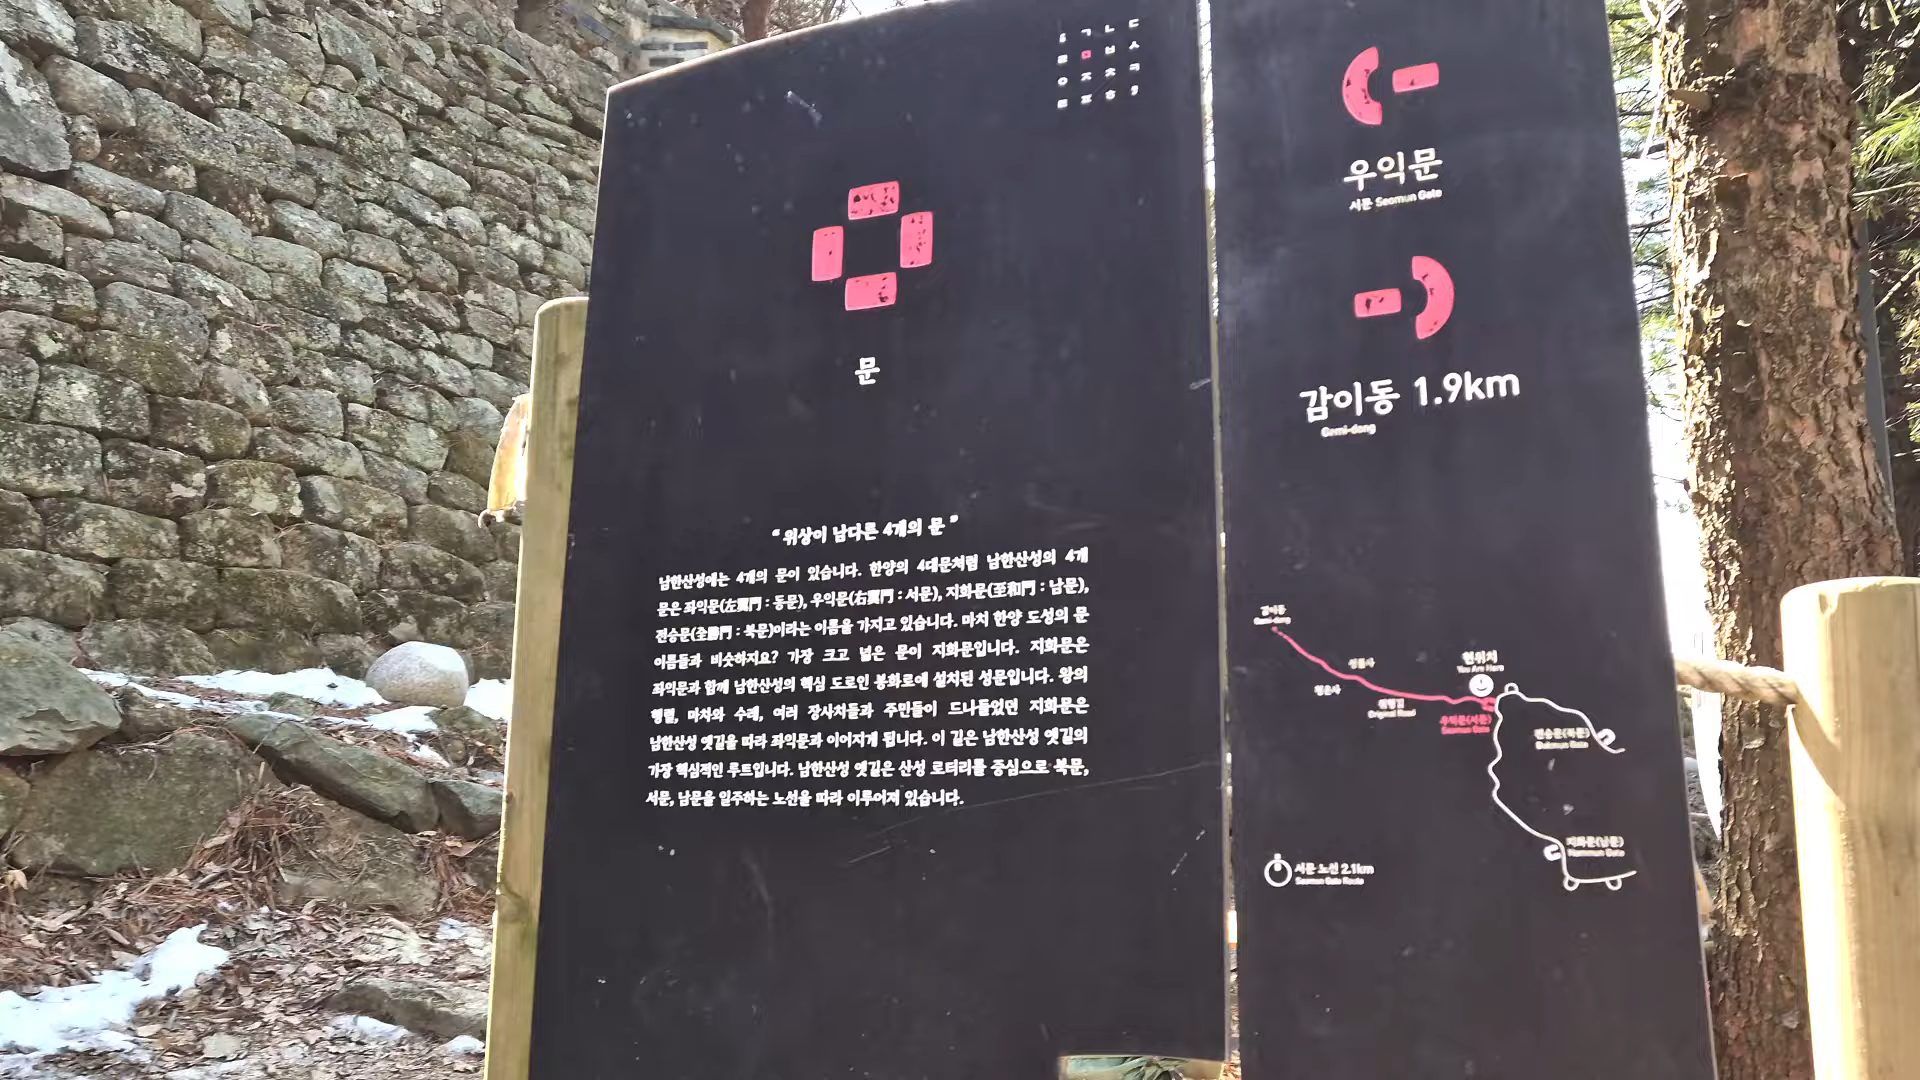 ㄱ ㄴ ㄷ
ㅁ ㅂ ㅅ
ㅇ ㅈ ㅊ ㅋ
ㅌ ㅍ ㅎ
문
“ 위상이 남다른 4개의 문 ”
남한산성에는 4개의 문이 있습니다. 한양의 4대문처럼 남한산성의 4개
문은 좌익문(左翼門 : 동문), 우익문(右翼門 : 서문), 지화문(至和門 : 남문),
전승문(全勝門 : 북문)이라는 이름을 가지고 있습니다. 마치 한양 도성의 문
이름들과 비슷하지요? 가장 크고 넓은 문이 지화문입니다. 지화문은
좌익문과 함께 남한산성의 핵심 도로인 봉화로에 설치된 성문입니다. 왕의
행렬, 마차와 수레, 여러 장사치들과 주민들이 드나들었던 지화문은
남한산성 옛길을 따라 좌익문과 이어지게 됩니다. 이 길은 남한산성 옛길의
가장 핵심적인 루트입니다. 남한산성 옛길은 산성 로터리를 중심으로 북문,
서문, 남문을 일주하는 노선을 따라 이루어져 있습니다.
우익문
서문 Seomun Gate
감이동 1.9km
Gami-dong
감이동
Gami-dong
현위치
You Are Here
Original Road
우익문(서문)
Seomun Gate
전승문(북문)
Bukmun Gate
지화문(남문)
Nammun Gate
서문 노선 2.1km
Seomun Gate Route